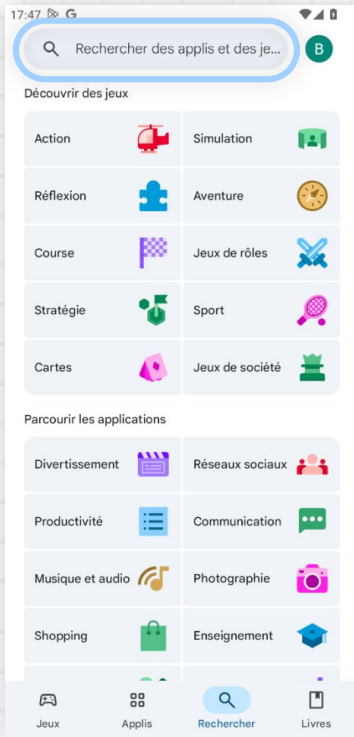 17:47
Rechercher des applis et des je...
B
Découvrir des jeux
Action
Simulation
Réflexion
Aventure
Course
Jeux de rôles
Stratégie
Sport
Cartes
Jeux de société
Parcourir les applications
Divertissement
Réseaux sociaux
Productivité
Communication
Musique et audio
Photographie
Shopping
Enseignement
Jeux
Applis
Rechercher
Livres